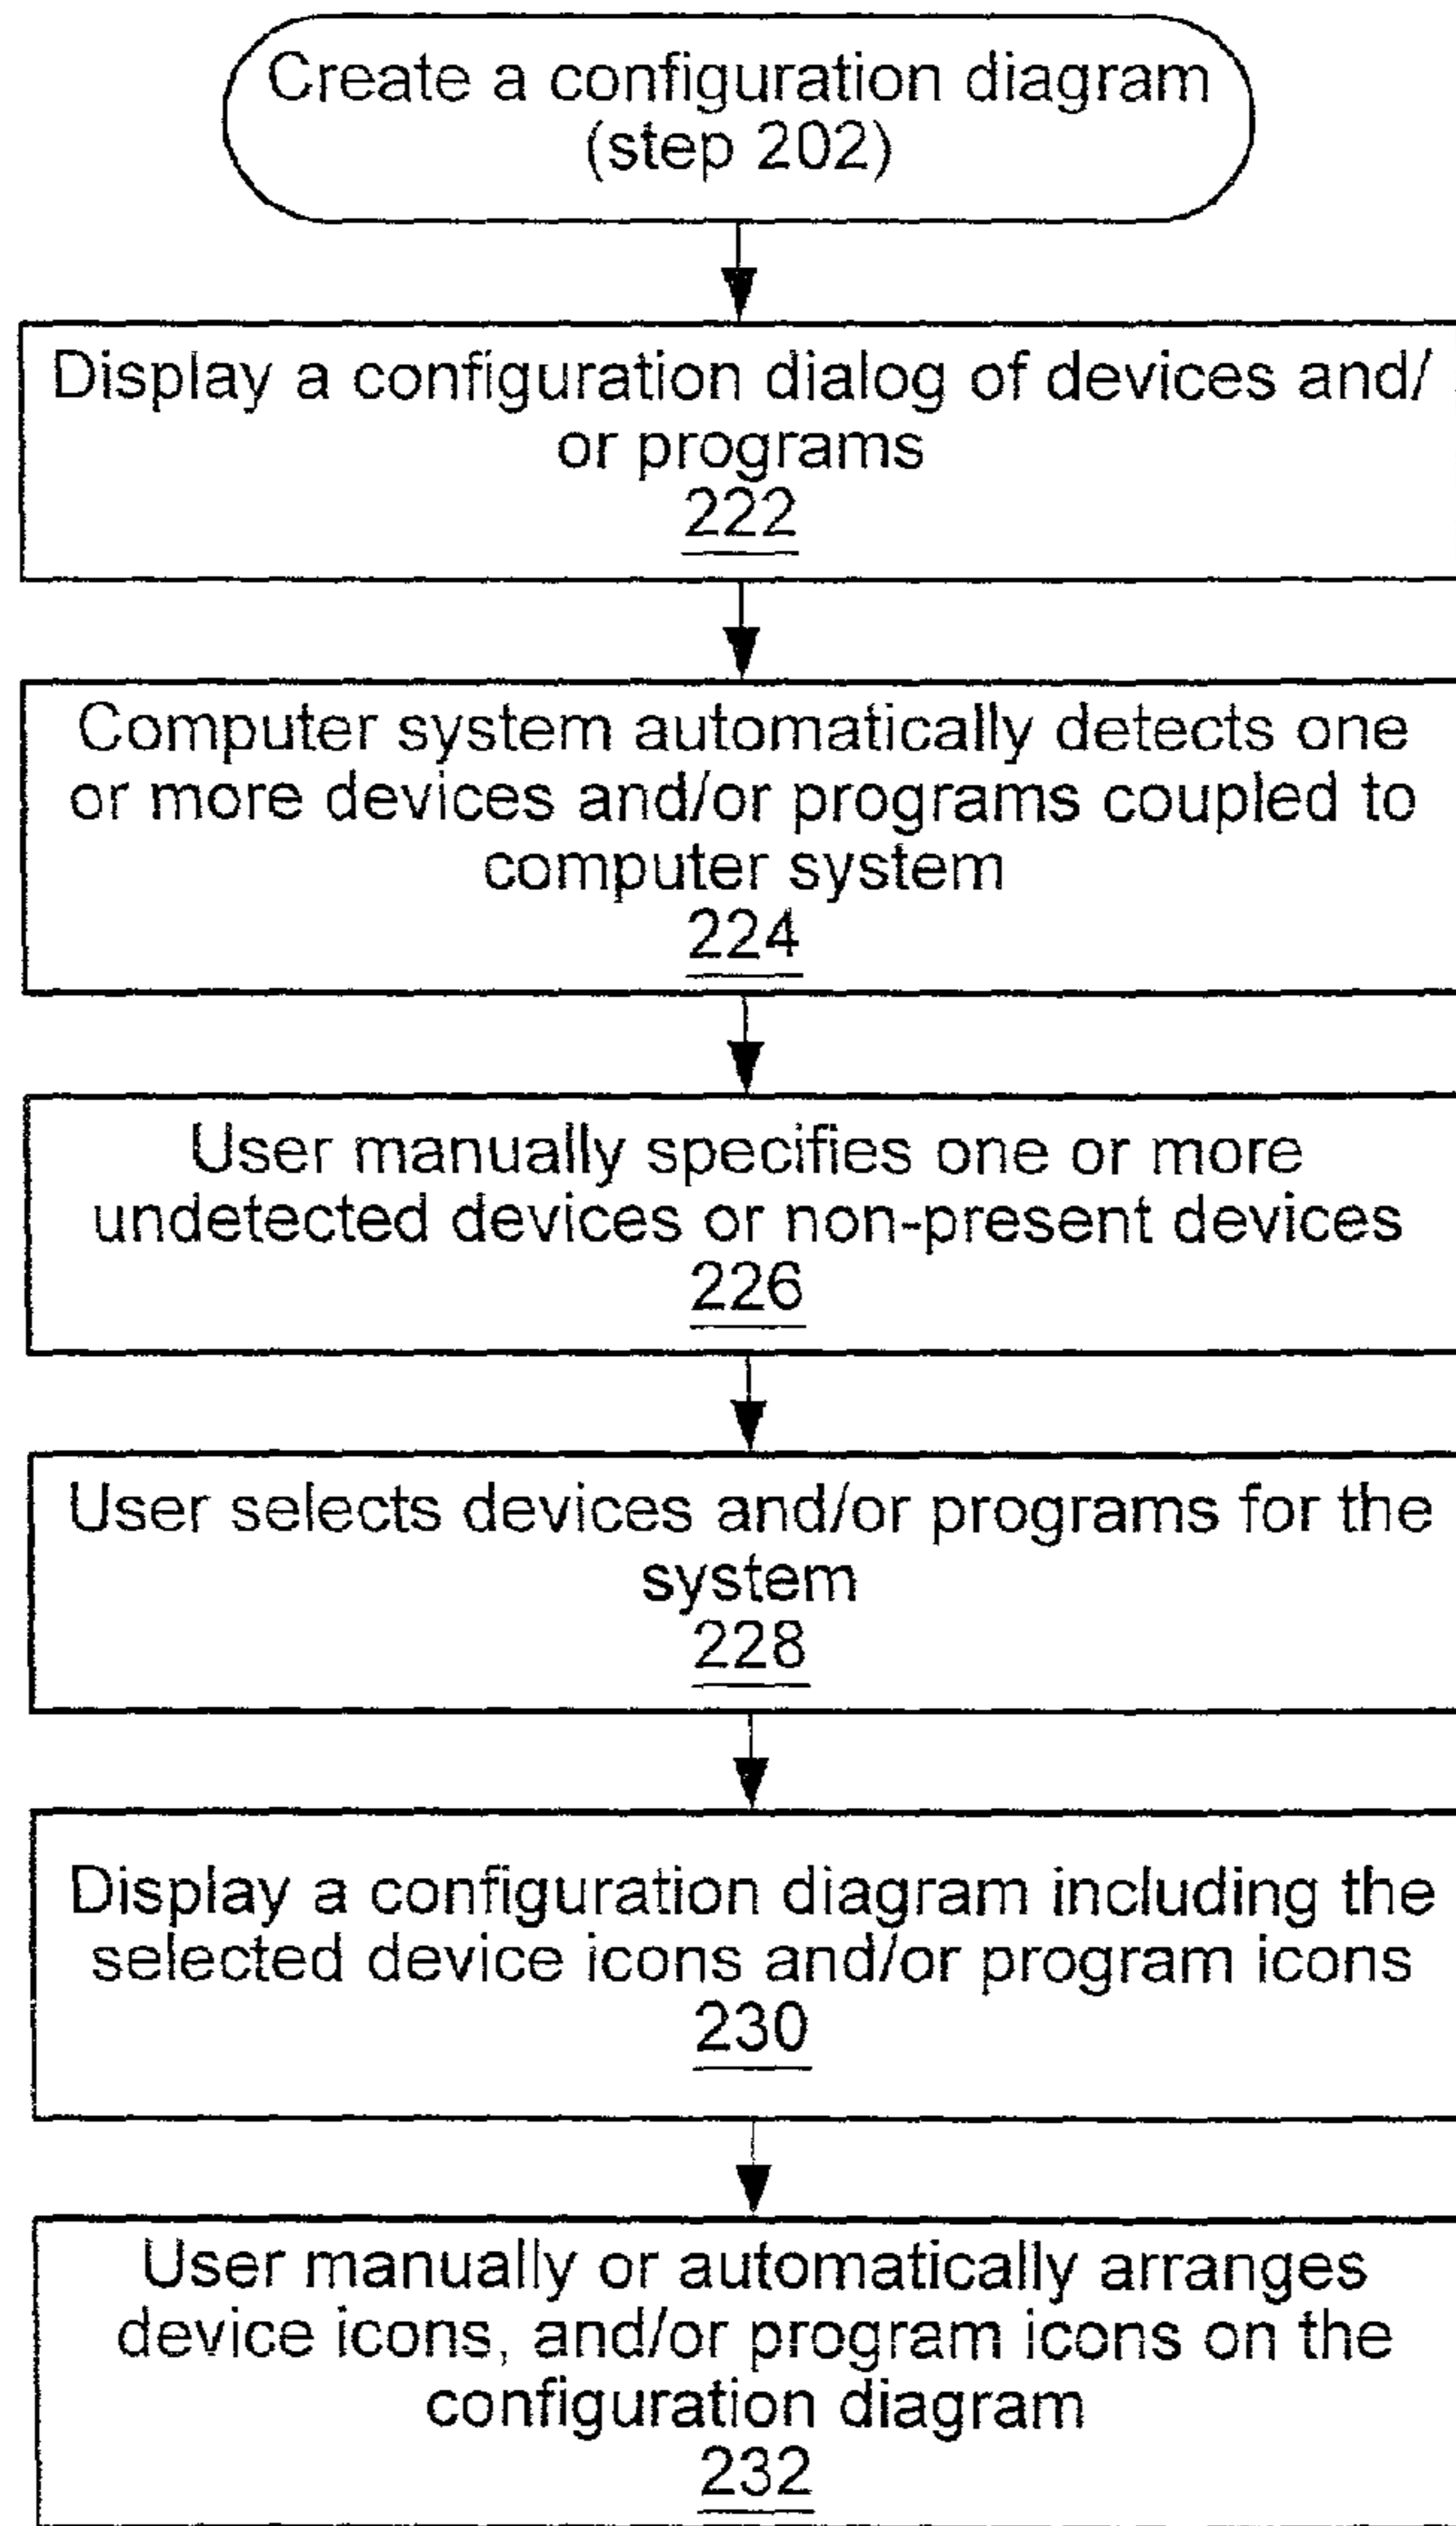 Create a configuration diagram
(step 202)
Display a configuration dialog of devices and/
or programs
222
Computer system automatically detects one
or more devices and/or programs coupled to
computer system
224
User manually specifies one or more
undetected devices or non-present devices
226
User selects devices and/or programs for the
system
228
Display a configuration diagram including the
selected device icons and/or program icons
230
User manually or automatically arranges
device icons, and/or program icons on the
configuration diagram
232